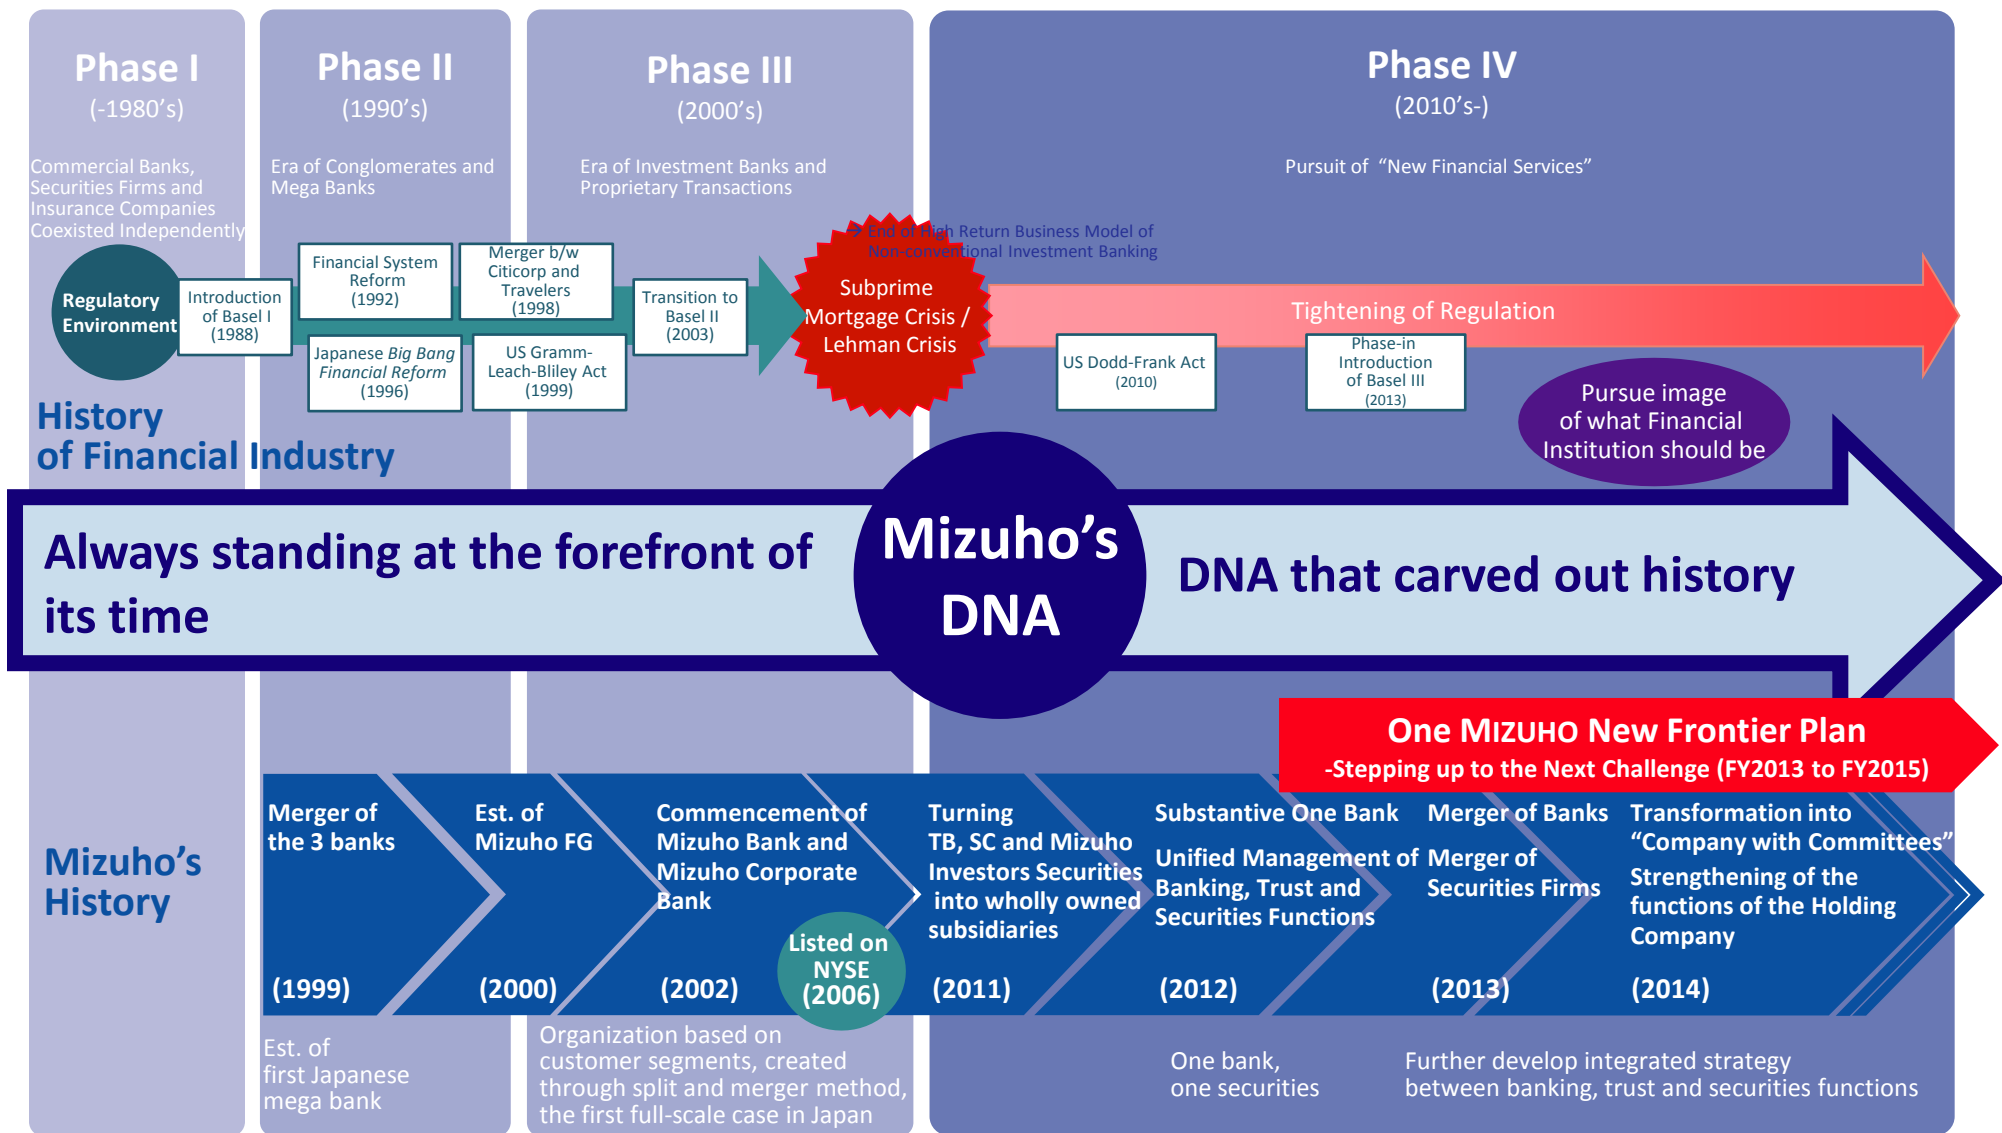 Phase I
(-1980's)
Commercial Banks,
Securities Firms and
Insurance Companies
Coexisted Independently
Phase II
(1990's)
Era of Conglomerates and
Mega Banks
Phase III
(2000's)
Era of Investment Banks and
Proprietary Transactions
Phase IV
(2010's-)
Pursuit of “New Financial Services”
→ End of High Return Business Model of
Non-conventional Investment Banking
Regulatory
Environment
Introduction
of Basel I
(1988)
Financial System
Reform
(1992)
Japanese Big Bang
Financial Reform
(1996)
Merger b/w
Citicorp and
Travelers
(1998)
US Gramm-
Leach-Bliley Act
(1999)
Transition to
Basel II
(2003)
Subprime
Mortgage Crisis /
Lehman Crisis
Tightening of Regulation
US Dodd-Frank Act
(2010)
Phase-in
Introduction
of Basel III
(2013)
Pursue image
of what Financial
Institution should be
History
of Financial Industry
Always standing at the forefront of
its time
Mizuho's
DNA
DNA that carved out history
One MIZUHO New Frontier Plan
-Stepping up to the Next Challenge (FY2013 to FY2015)
Mizuho's
History
Merger of
the 3 banks
(1999)
Est. of
Mizuho FG
(2000)
Commencement of
Mizuho Bank and
Mizuho Corporate
Bank
(2002)
Listed on
NYSE
(2006)
Turning
TB, SC and Mizuho
Investors Securities
into wholly owned
subsidiaries
(2011)
Substantive One Bank
Unified Management of
Banking, Trust and
Securities Functions
(2012)
Merger of Banks
Merger of
Securities Firms
(2013)
Transformation into
“Company with Committees”
Strengthening of the
functions of the Holding
Company
(2014)
Est. of
first Japanese
mega bank
Organization based on
customer segments, created
through split and merger method,
the first full-scale case in Japan
One bank,
one securities
Further develop integrated strategy
between banking, trust and securities functions